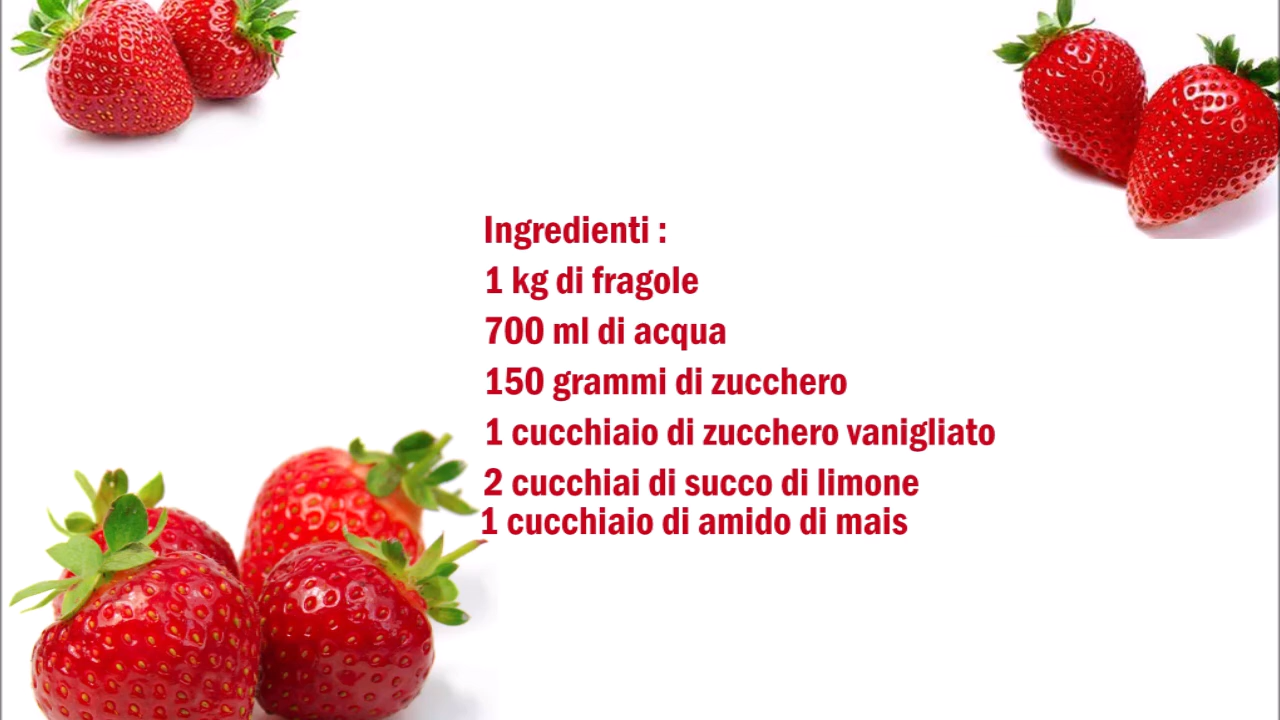 Ingredienti :
1 kg di fragole
700 ml di acqua
150 grammi di zucchero
1 cucchiaio di zucchero vanigliato
2 cucchiai di succo di limone
1 cucchiaio di amido di mais